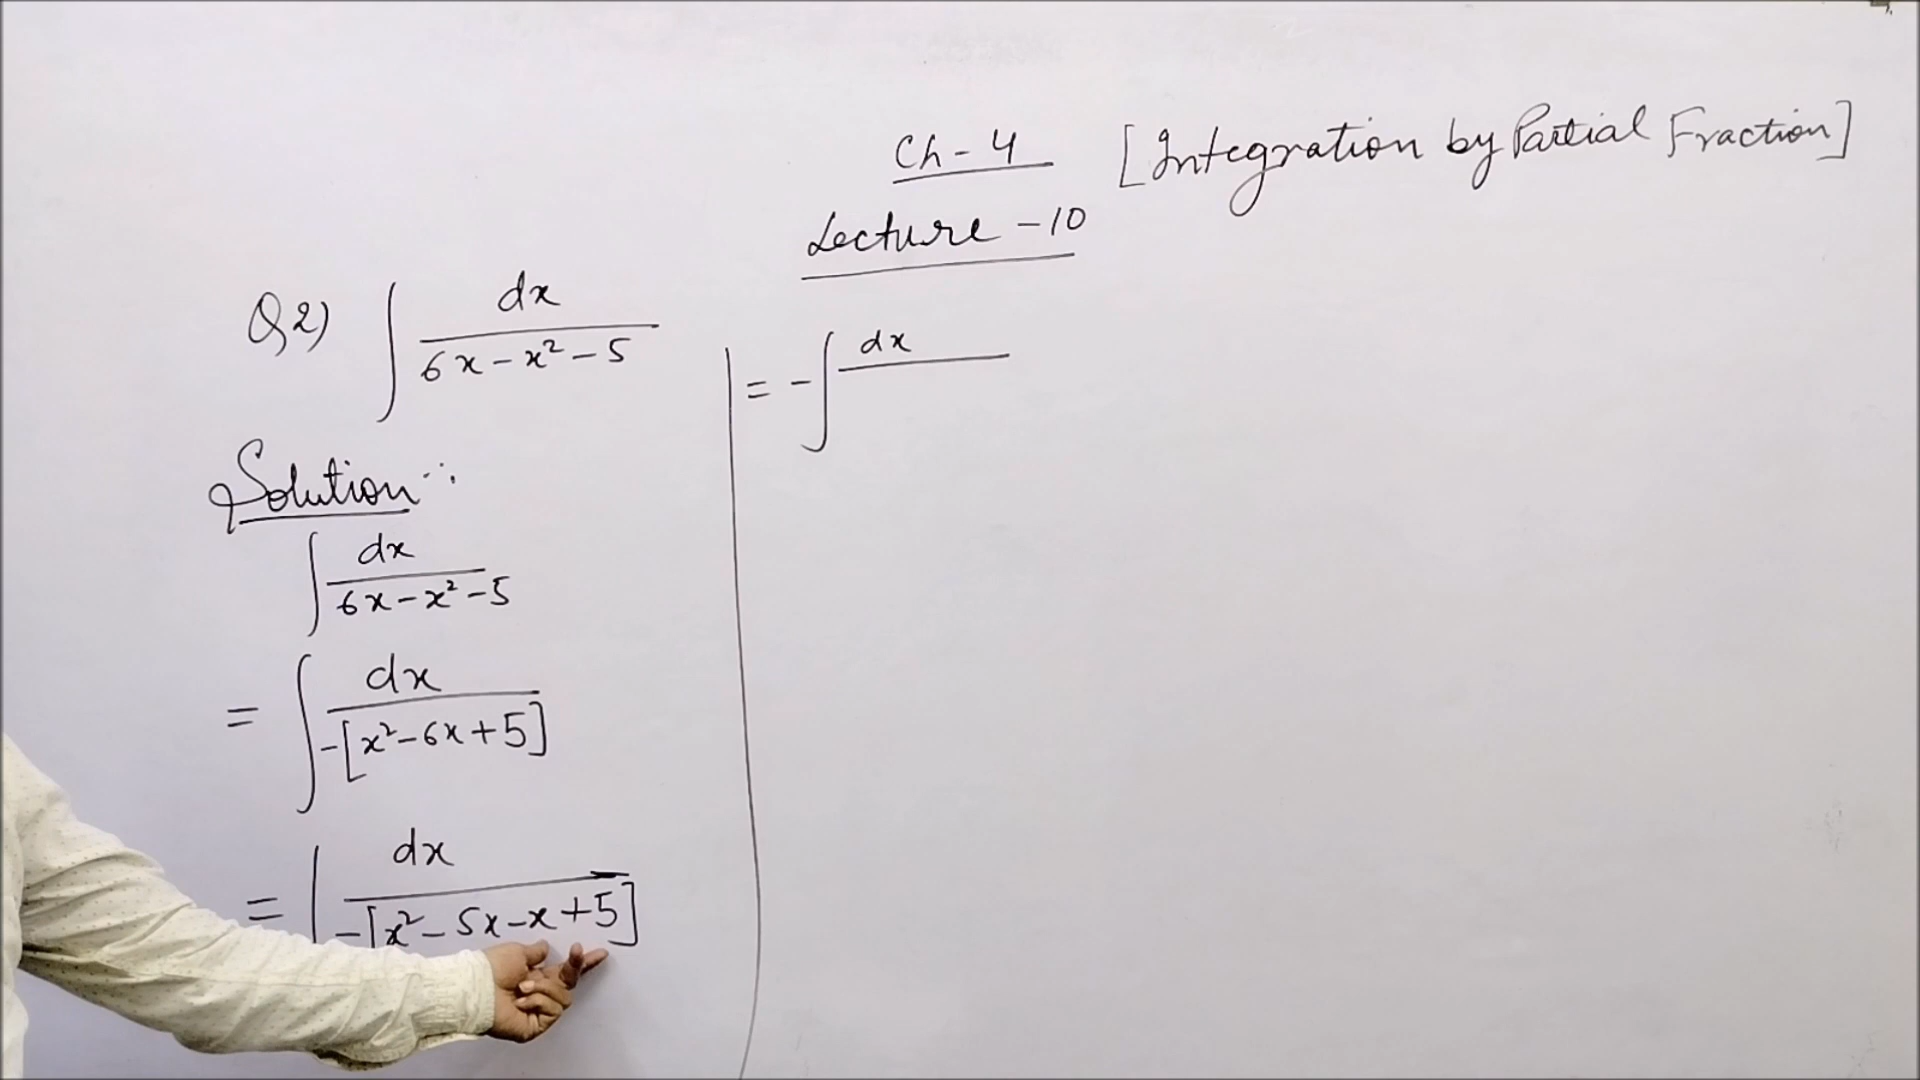 Ch - 4 [Integration by Partial Fraction]
Lecture - 10
Q2) ∫ dx / 6x - x² - 5
Solution:
∫ dx / 6x - x² - 5
= ∫ dx / -[x² - 6x + 5]
= ∫ dx / -[x² - 5x - x + 5]
= -∫ dx